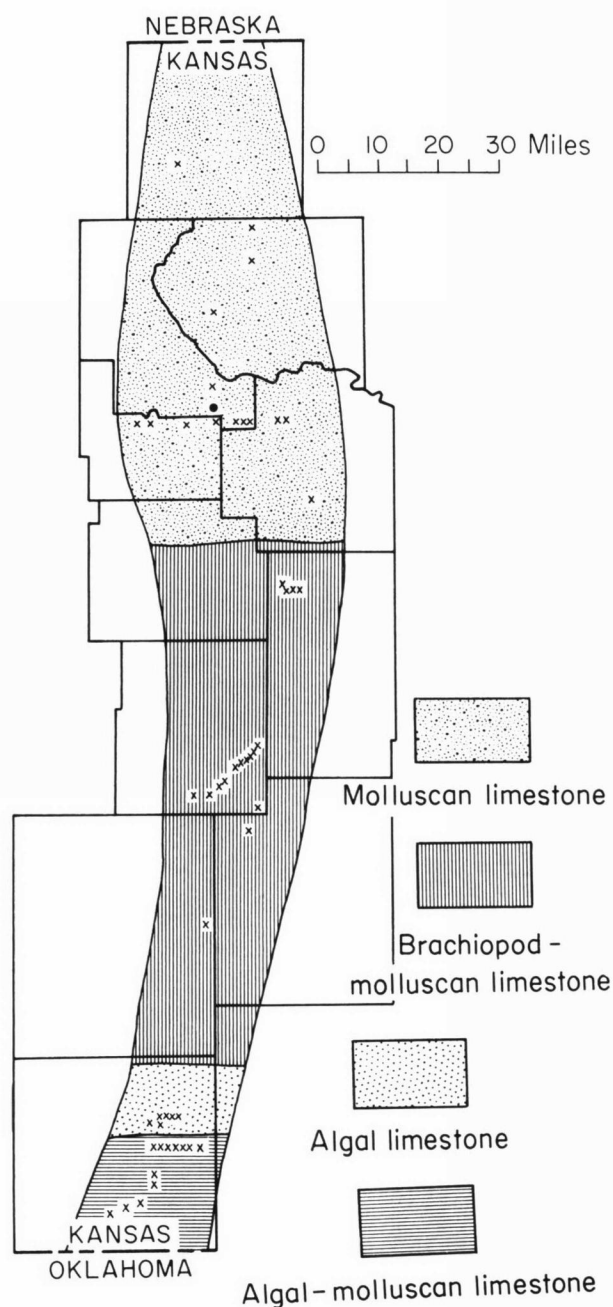 NEBRASKA
KANSAS
0 10 20 30 Miles
Molluscan limestone
Brachiopod-
molluscan limestone
Algal limestone
Algal-molluscan limestone
KANSAS
OKLAHOMA